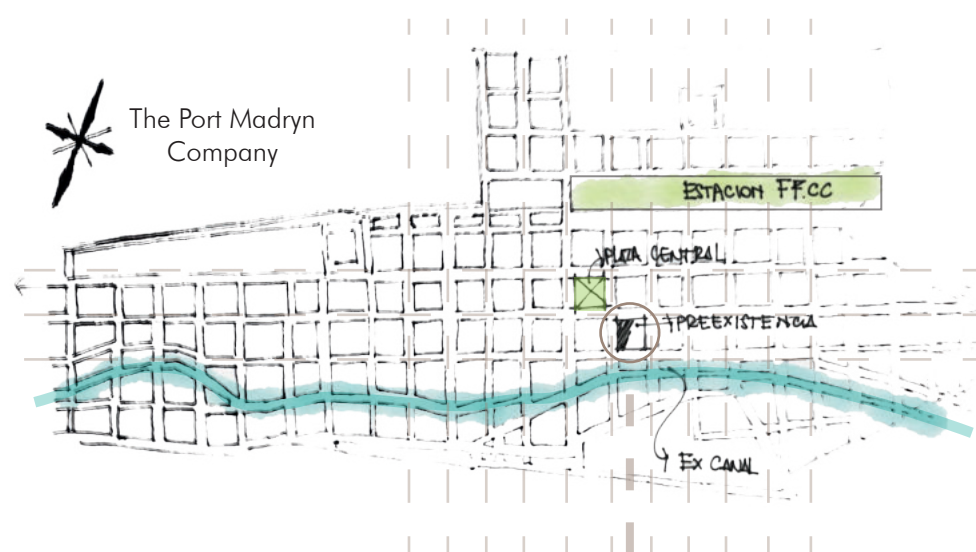 The Port Madryn
Company
ESTACION FF.CC
PLAZA CENTRAL
PREEXISTENCIA
EX CANAL